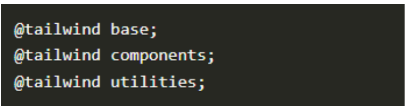 @tailwind base;
@tailwind components;
@tailwind utilities;